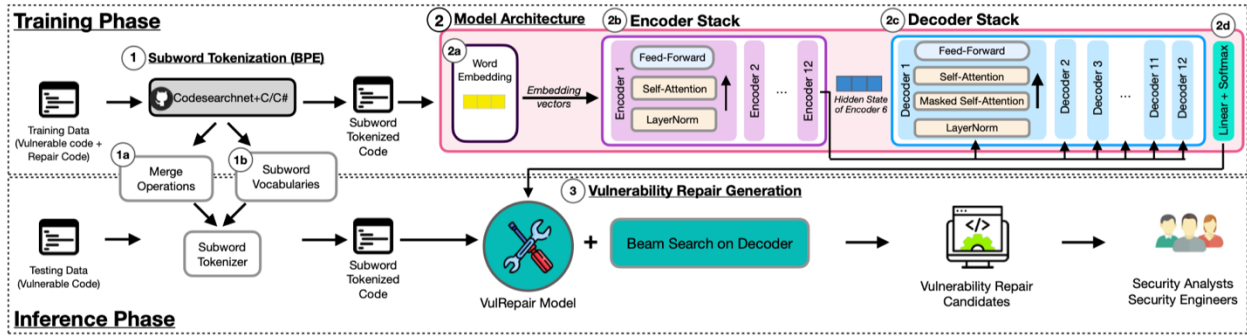 Training Phase
1 Subword Tokenization (BPE)
Codesearchnet+C/C#
Training Data
(Vulnerable code +
Repair Code)
Subword
Tokenized
Code
1a
Merge
Operations
1b
Subword
Vocabularies
2 Model Architecture
2a
Word
Embedding
Embedding
vectors
2b Encoder Stack
Encoder 1
Feed-Forward
Self-Attention
LayerNorm
Encoder 2
...
Encoder 12
Hidden State
of Encoder 6
2c Decoder Stack
Decoder 1
Feed-Forward
Self-Attention
Masked Self-Attention
LayerNorm
Decoder 2
Decoder 3
...
Decoder 11
Decoder 12
2d
Linear + Softmax
Testing Data
(Vulnerable Code)
Subword
Tokenizer
Subword
Tokenized
Code
3 Vulnerability Repair Generation
VulRepair Model
+
Beam Search on Decoder
</>
Vulnerability Repair
Candidates
Security Analysts
Security Engineers
Inference Phase